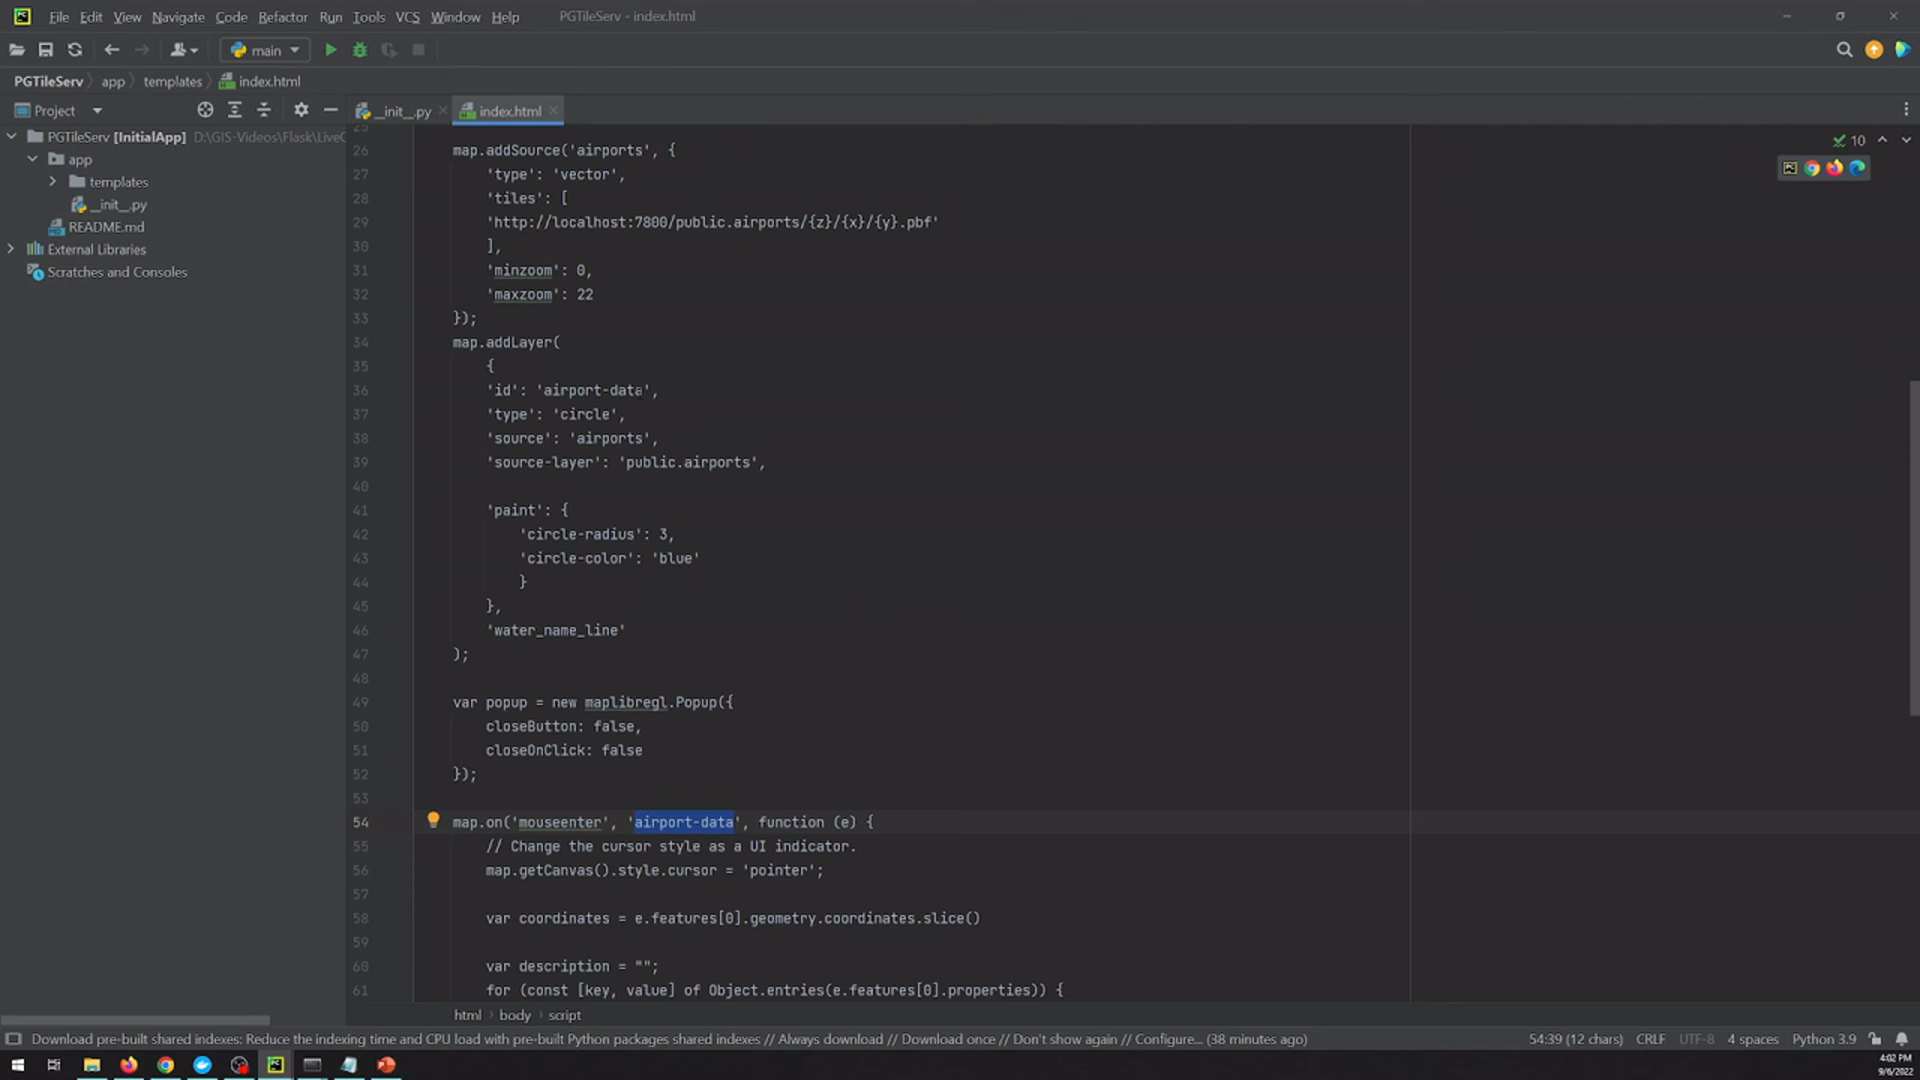 File Edit View Navigate Code Refactor Run Tools VCS Window Help PGTileServ - index.html
main
PGTileServ app templates index.html
Project
__init__.py index.html
PGTileServ [InitialApp] D:\GIS-Videos\Flask\LiveC
app
templates
__init__.py
README.md
External Libraries
Scratches and Consoles
10
25
26 map.addSource('airports', {
27 'type': 'vector',
28 'tiles': [
29 'http://localhost:7800/public.airports/{z}/{x}/{y}.pbf'
30 ],
31 'minzoom': 0,
32 'maxzoom': 22
33 });
34 map.addLayer(
35 {
36 'id': 'airport-data',
37 'type': 'circle',
38 'source': 'airports',
39 'source-layer': 'public.airports',
40
41 'paint': {
42 'circle-radius': 3,
43 'circle-color': 'blue'
44 }
45 },
46 'water_name_line'
47 );
48
49 var popup = new maplibregl.Popup({
50 closeButton: false,
51 closeOnClick: false
52 });
53
54 map.on('mouseenter', 'airport-data', function (e) {
55 // Change the cursor style as a UI indicator.
56 map.getCanvas().style.cursor = 'pointer';
57
58 var coordinates = e.features[0].geometry.coordinates.slice()
59
60 var description = "";
61 for (const [key, value] of Object.entries(e.features[0].properties)) {
html body script
Download pre-built shared indexes: Reduce the indexing time and CPU load with pre-built Python packages shared indexes // Always download // Download once // Don't show again // Configure... (38 minutes ago) 54:39 (12 chars) CRLF UTF-8 4 spaces Python 3.9
4:02 PM
9/6/2022